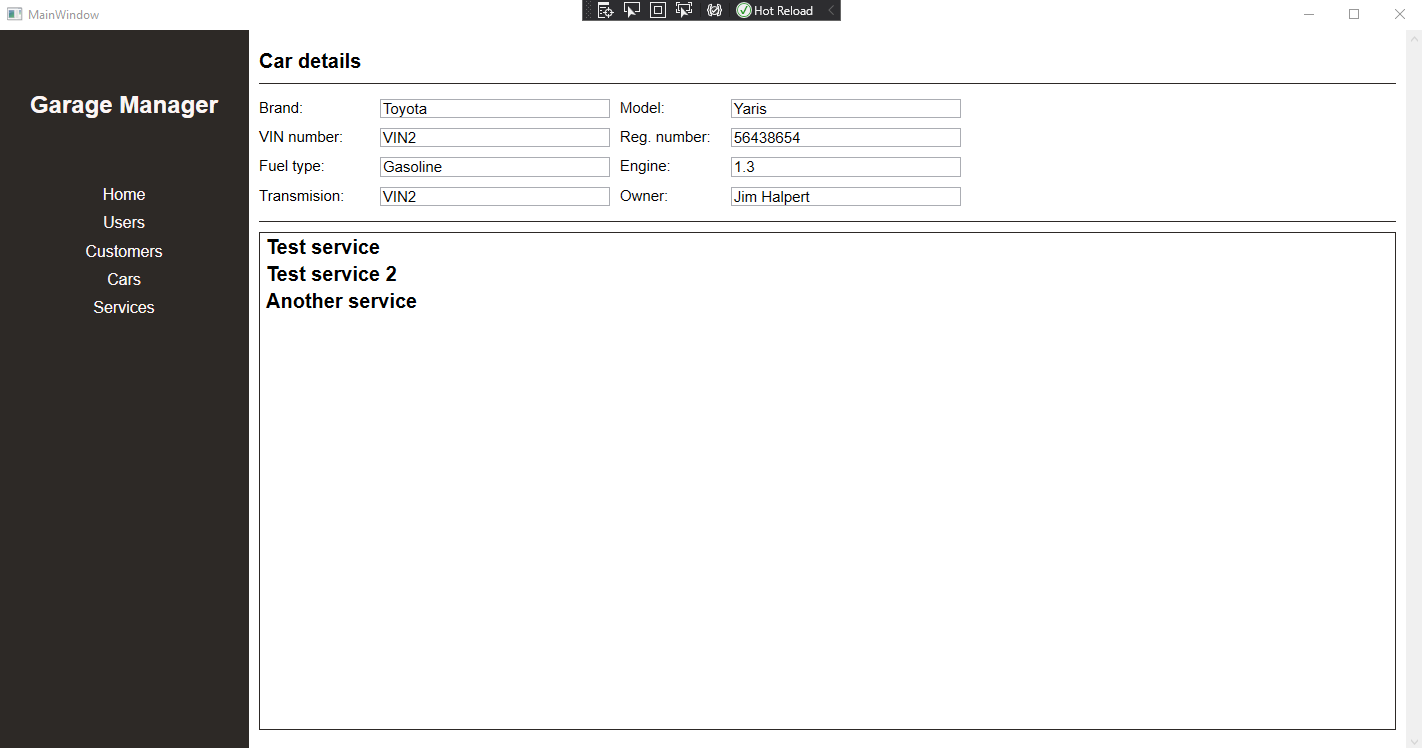 MainWindow
Hot Reload
Garage Manager
Home
Users
Customers
Cars
Services
Car details
Brand: Toyota Model: Yaris
VIN number: VIN2 Reg. number: 56438654
Fuel type: Gasoline Engine: 1.3
Transmision: VIN2 Owner: Jim Halpert
Test service
Test service 2
Another service